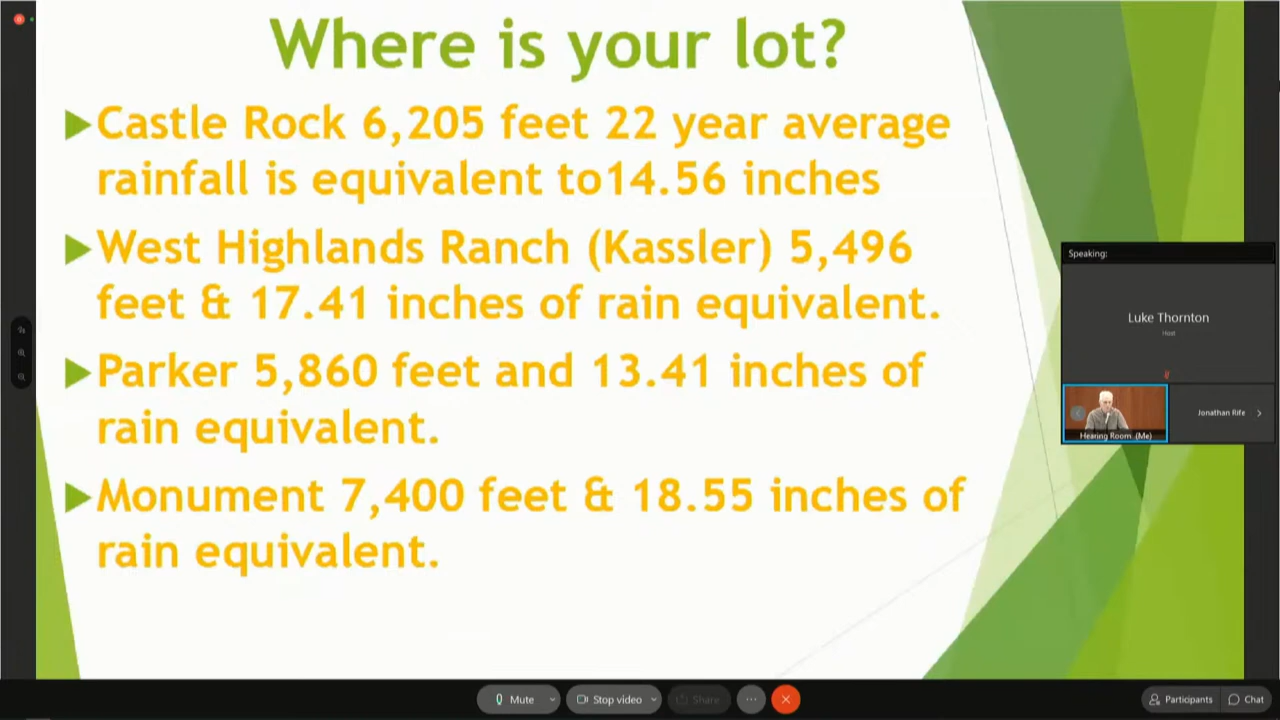 Where is your lot?
Castle Rock 6,205 feet 22 year average
rainfall is equivalent to14.56 inches
West Highlands Ranch (Kassler) 5,496
feet & 17.41 inches of rain equivalent.
Parker 5,860 feet and 13.41 inches of
rain equivalent.
Monument 7,400 feet & 18.55 inches of
rain equivalent.
Speaking:
Luke Thornton
Host
Hearing Room (Me)
Jonathan Rife
Mute
Stop video
Share
Participants
Chat